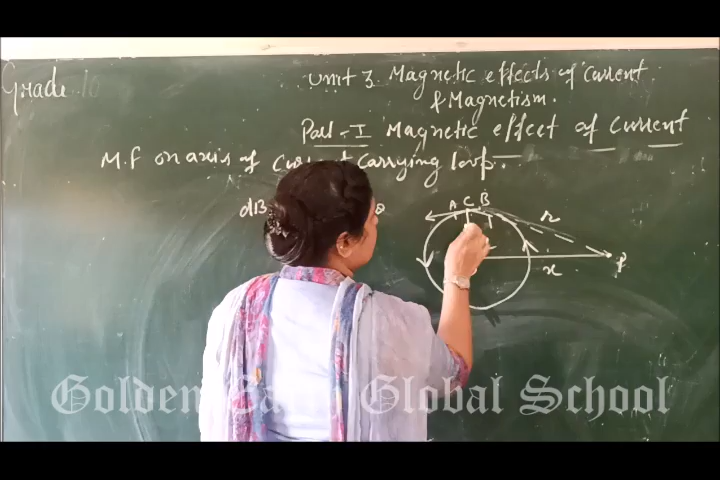 Grade 10
Unit 3. Magnetic effects of Current
& Magnetism.
Part-I Magnetic effect of Current
M.F on axis of Current Carrying loop.
dB
A C B
r
x
P
Golden Global School